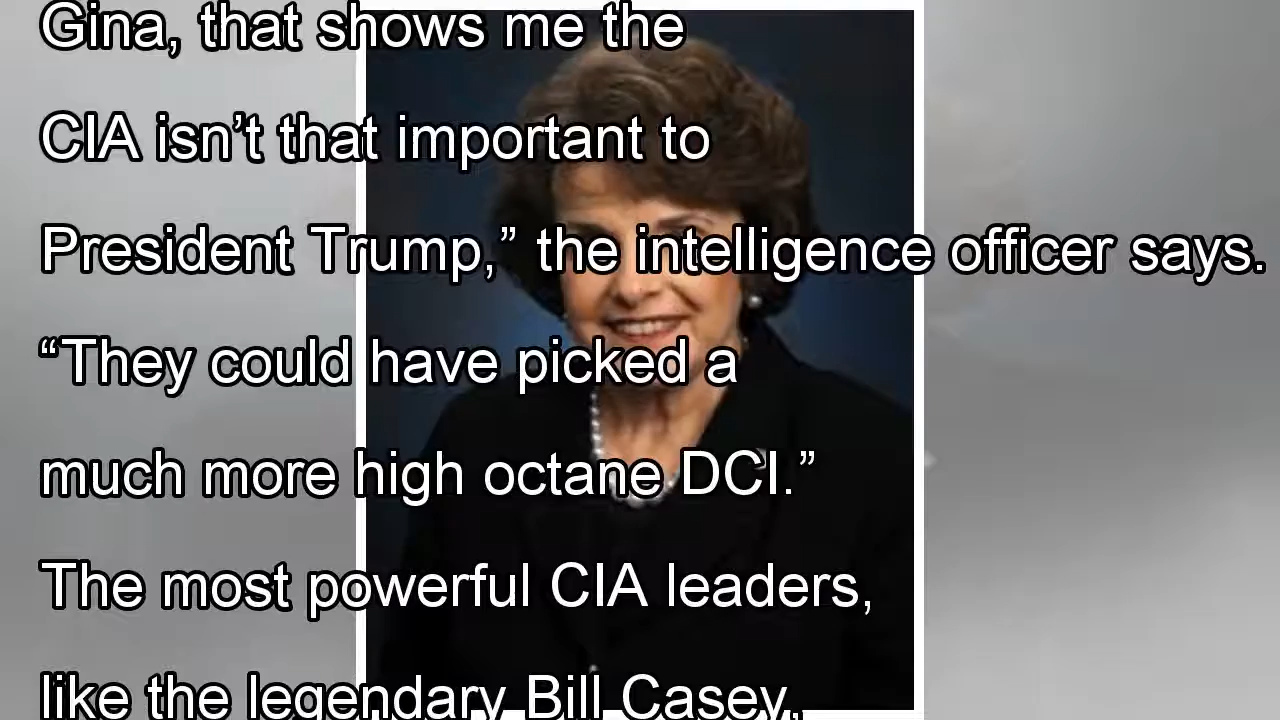 Gina, that shows me the
CIA isn’t that important to
President Trump,” the intelligence officer says.
“They could have picked a
much more high octane DCI.”
The most powerful CIA leaders,
like the legendary Bill Casey,